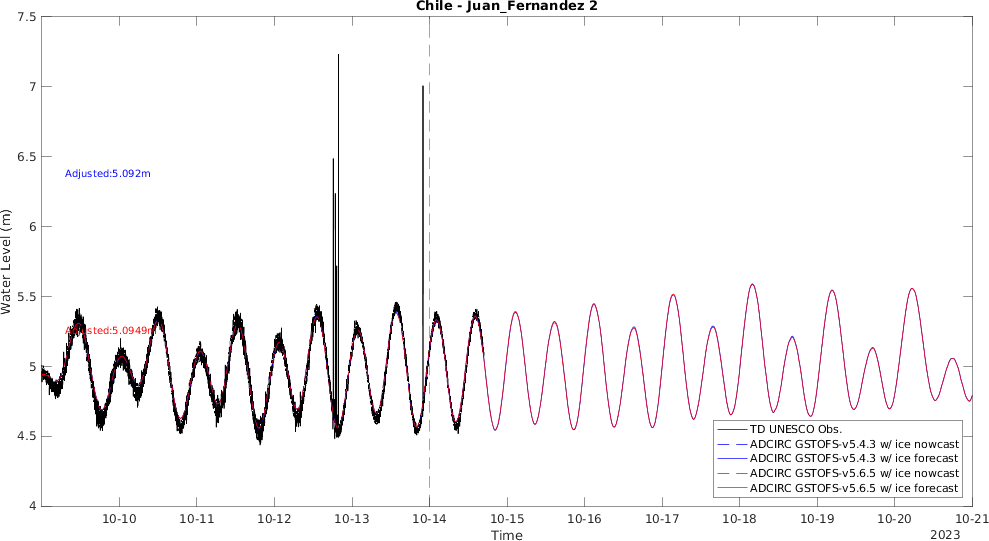 Chile - Juan_Fernandez 2
7.5
7
6.5
6
5.5
5
4.5
4
Water Level (m)
Adjusted:5.092m
Adjusted:5.0949m
TD UNESCO Obs.
ADCIRC GSTOFS-v5.4.3 w/ ice nowcast
ADCIRC GSTOFS-v5.4.3 w/ ice forecast
ADCIRC GSTOFS-v5.6.5 w/ ice nowcast
ADCIRC GSTOFS-v5.6.5 w/ ice forecast
10-10 10-11 10-12 10-13 10-14 10-15 10-16 10-17 10-18 10-19 10-20 10-21
Time
2023